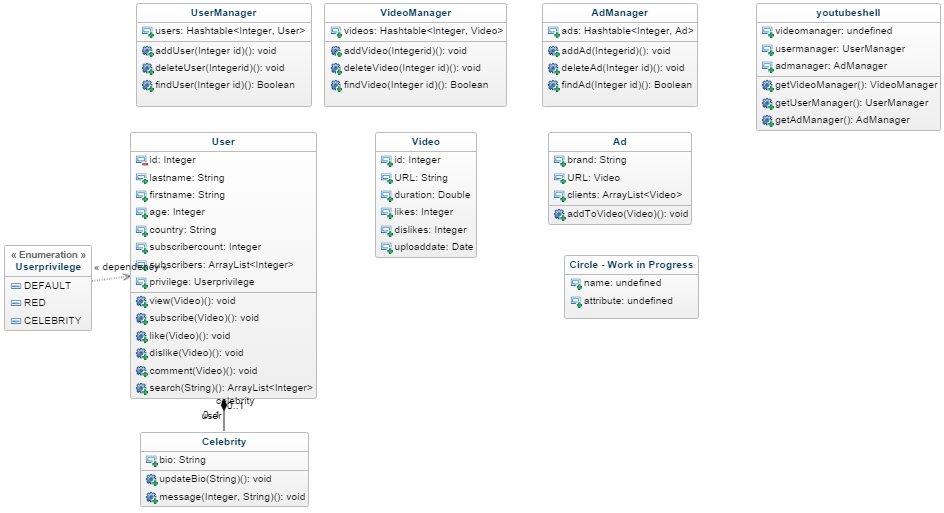 UserManager
users: Hashtable<Integer, User>
addUser(Integer id)(): void
deleteUser(Integerid)(): void
findUser(Integer id)(): Boolean
VideoManager
videos: Hashtable<Integer, Video>
addVideo(Integerid)(): void
deleteVideo(Integer id)(): void
findVideo(Integer id)(): Boolean
AdManager
ads: Hashtable<Integer, Ad>
addAd(Integerid)(): void
deleteAd(Integer id)(): void
findAd(Integer id)(): Boolean
youtubeshell
videomanager: undefined
usermanager: UserManager
admanager: AdManager
getVideoManager(): VideoManager
getUserManager(): UserManager
getAdManager(): AdManager
User
id: Integer
lastname: String
firstname: String
age: Integer
country: String
subscribercount: Integer
subscribers: ArrayList<Integer>
privilege: Userprivilege
view(Video)(): void
subscribe(Video)(): void
like(Video)(): void
dislike(Video)(): void
comment(Video)(): void
search(String)(): ArrayList<Integer>
Video
id: Integer
URL: String
duration: Double
likes: Integer
dislikes: Integer
uploaddate: Date
Ad
brand: String
URL: Video
clients: ArrayList<Video>
addToVideo(Video)(): void
« Enumeration »
Userprivilege
DEFAULT
RED
CELEBRITY
« dependency »
Circle - Work in Progress
name: undefined
attribute: undefined
celebrity
0..1
0..1
user
Celebrity
bio: String
updateBio(String)(): void
message(Integer, String)(): void